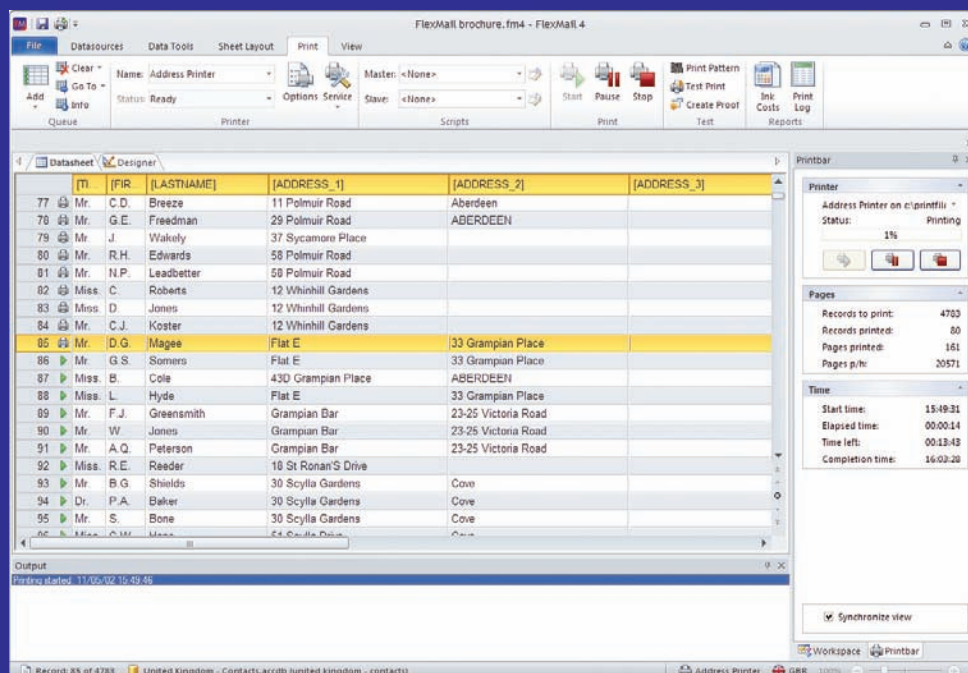 FlexMail brochure.fm4 - FlexMail 4
File Datasources Data Tools Sheet Layout Print View
Add
Clear
Go To
Info
Queue
Name: Address Printer
Status: Ready
Options Service
Printer
Master: <None>
Slave: <None>
Scripts
Start Pause Stop
Print
Print Pattern
Test Print
Create Proof
Test
Ink Costs
Print Log
Reports
Datasheet Designer
[TI... [FIR... [LASTNAME] [ADDRESS_1] [ADDRESS_2] [ADDRESS_3]
77 Mr. C.D. Breeze 11 Polmuir Road Aberdeen
78 Mr. G.E. Freedman 29 Polmuir Road ABERDEEN
79 Mr. J. Wakely 37 Sycamore Place
80 Mr. R.H. Edwards 58 Polmuir Road
81 Mr. N.P. Leadbetter 58 Polmuir Road
82 Miss. C. Roberts 12 Whinhill Gardens
83 Miss. D. Jones 12 Whinhill Gardens
84 Mr. C.J. Koster 12 Whinhill Gardens
85 Mr. D.G. Magee Flat E 33 Grampian Place
86 Mr. G.S. Somers Flat E 33 Grampian Place
87 Miss. B. Cole 43D Grampian Place ABERDEEN
88 Miss. L. Hyde Flat E 33 Grampian Place
89 Mr. F.J. Greensmith Grampian Bar 23-25 Victoria Road
90 Mr. W. Jones Grampian Bar 23-25 Victoria Road
91 Mr. A.Q. Peterson Grampian Bar 23-25 Victoria Road
92 Miss. R.E. Reeder 18 St Ronan'S Drive
93 Mr. B.G. Shields 30 Scylla Gardens Cove
94 Dr. P.A. Baker 30 Scylla Gardens Cove
95 Mr. S. Bone 30 Scylla Gardens Cove
Output
Printing started: 11/05/02 15:49:46
Printbar
Printer
Address Printer on c:\printfile
Status: Printing
1%
Pages
Records to print: 4783
Records printed: 80
Pages printed: 161
Pages p/hr: 20571
Time
Start time: 15:49:31
Elapsed time: 00:00:14
Time left: 00:13:43
Completion time: 16:03:28
Synchronize view
Workspace Printbar
Record: 85 of 4783 United Kingdom - Contacts.accdb (united kingdom - contacts) Address Printer GBR 100%